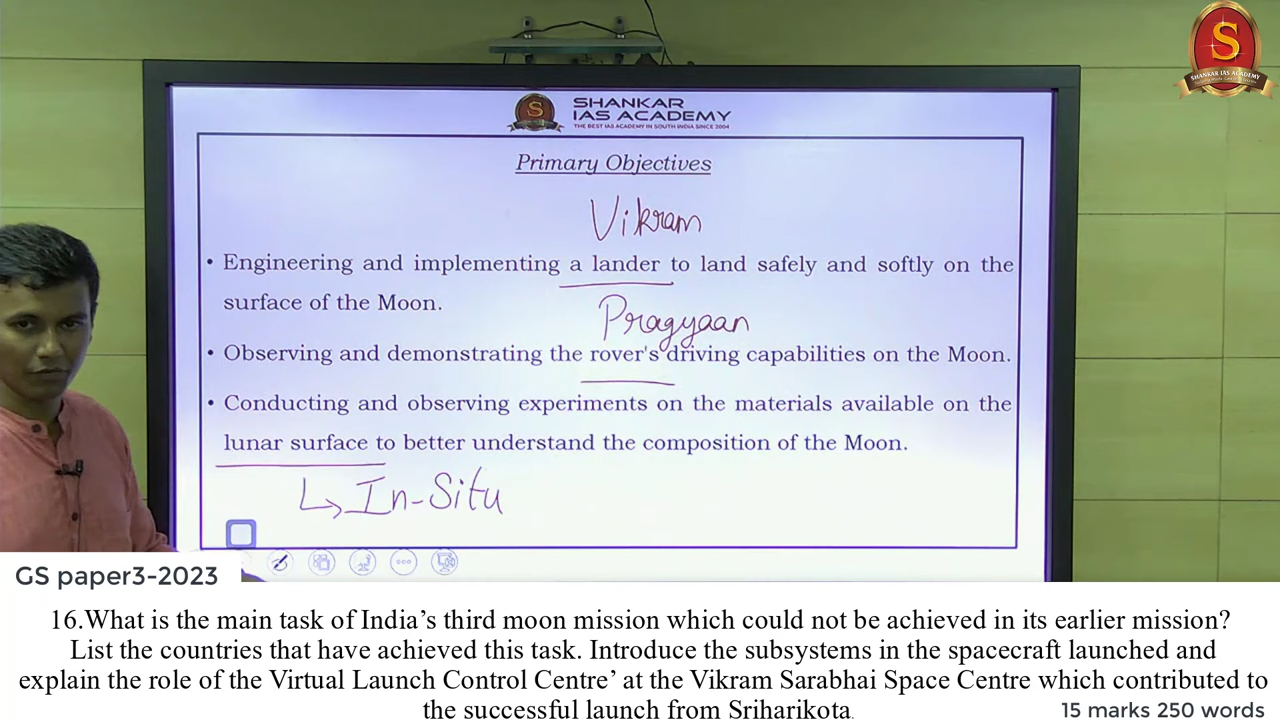 SHANKAR IAS ACADEMY
S
SHANKAR
IAS ACADEMY
THE BEST IAS ACADEMY IN SOUTH INDIA SINCE 2004
Primary Objectives
Vikram
• Engineering and implementing a lander to land safely and softly on the
surface of the Moon.
Pragyaan
• Observing and demonstrating the rover's driving capabilities on the Moon.
• Conducting and observing experiments on the materials available on the
lunar surface to better understand the composition of the Moon.
↳ In-Situ
GS paper3-2023
16.What is the main task of India’s third moon mission which could not be achieved in its earlier mission?
List the countries that have achieved this task. Introduce the subsystems in the spacecraft launched and
explain the role of the Virtual Launch Control Centre’ at the Vikram Sarabhai Space Centre which contributed to
the successful launch from Sriharikota.
15 marks 250 words